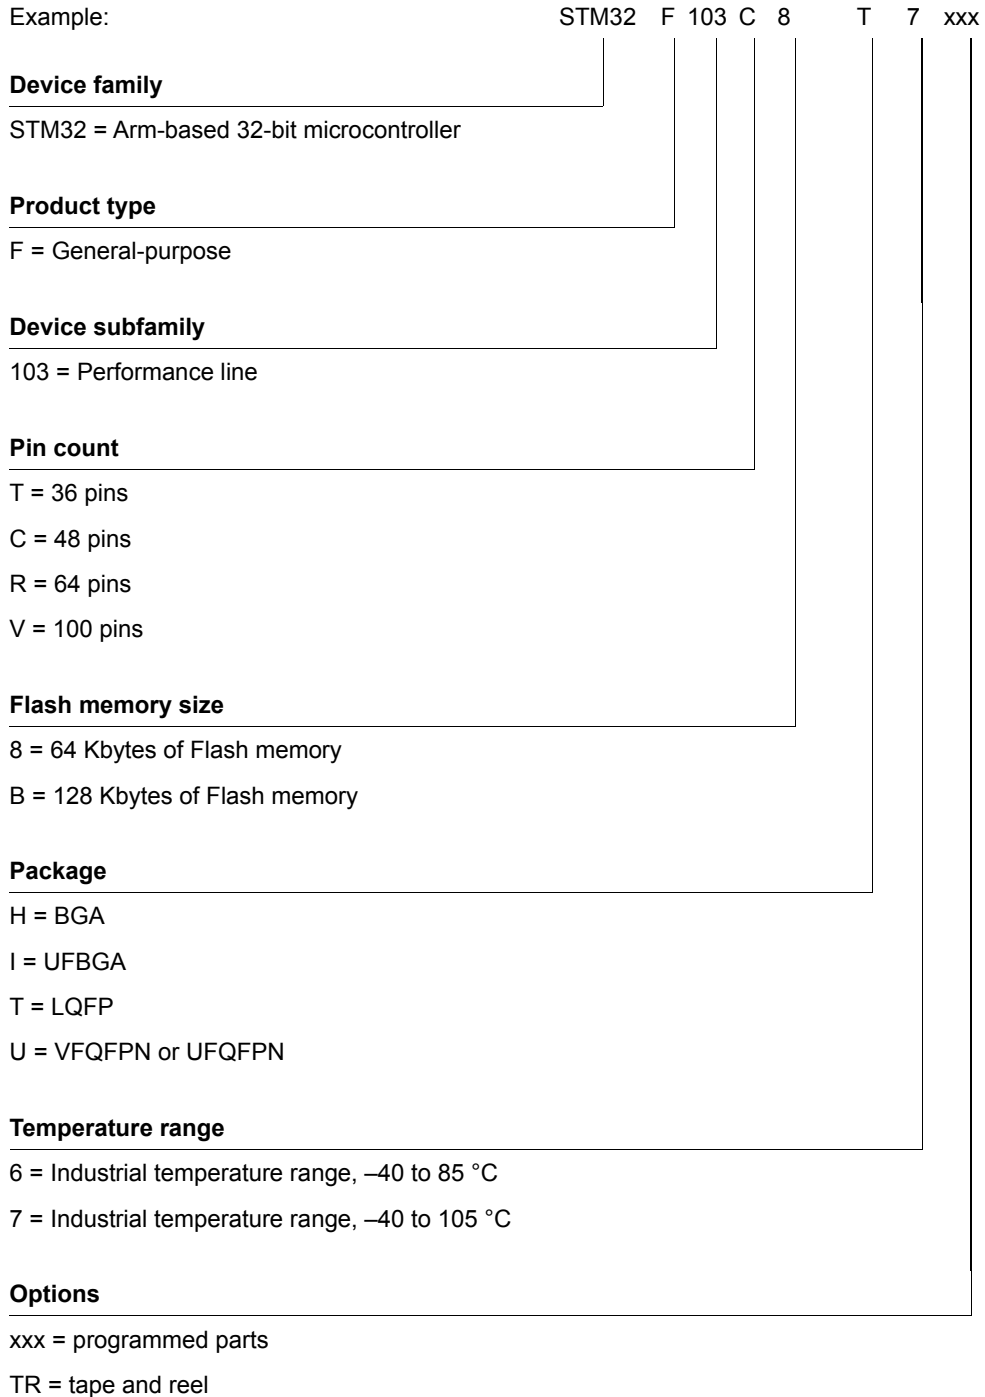 Example: STM32 F 103 C 8 T 7 xxx
Device family
STM32 = Arm-based 32-bit microcontroller
Product type
F = General-purpose
Device subfamily
103 = Performance line
Pin count
T = 36 pins
C = 48 pins
R = 64 pins
V = 100 pins
Flash memory size
8 = 64 Kbytes of Flash memory
B = 128 Kbytes of Flash memory
Package
H = BGA
I = UFBGA
T = LQFP
U = VFQFPN or UFQFPN
Temperature range
6 = Industrial temperature range, –40 to 85 °C
7 = Industrial temperature range, –40 to 105 °C
Options
xxx = programmed parts
TR = tape and reel